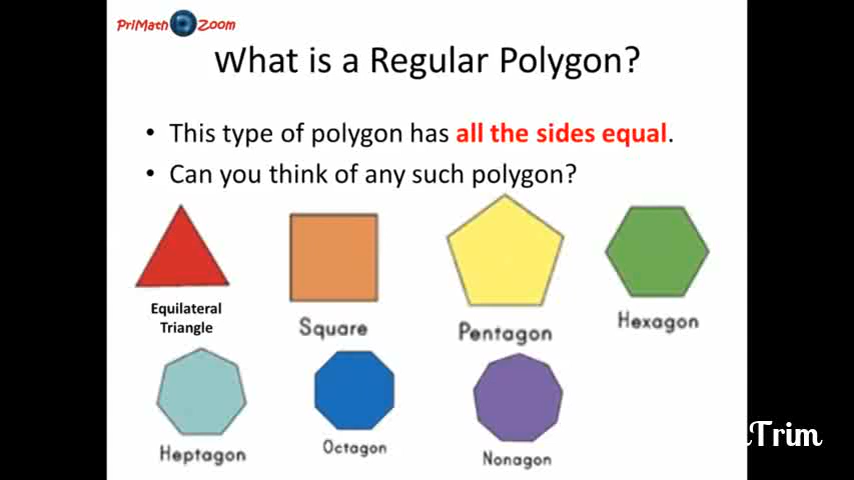 PriMath Zoom
What is a Regular Polygon?
• This type of polygon has all the sides equal.
• Can you think of any such polygon?
Equilateral
Triangle
Square
Pentagon
Hexagon
Heptagon
Octagon
Nonagon
Trim